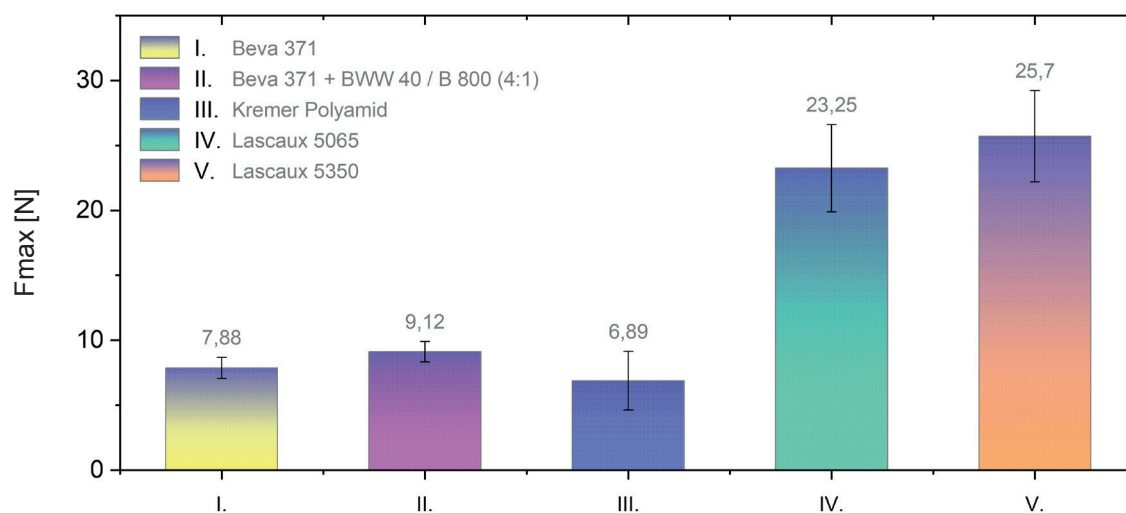 I. Beva 371
II. Beva 371 + BWW 40 / B 800 (4:1)
III. Kremer Polyamid
IV. Lascaux 5065
V. Lascaux 5350
Fmax [N]
30
20
10
0
7,88
9,12
6,89
23,25
25,7
I. II. III. IV. V.